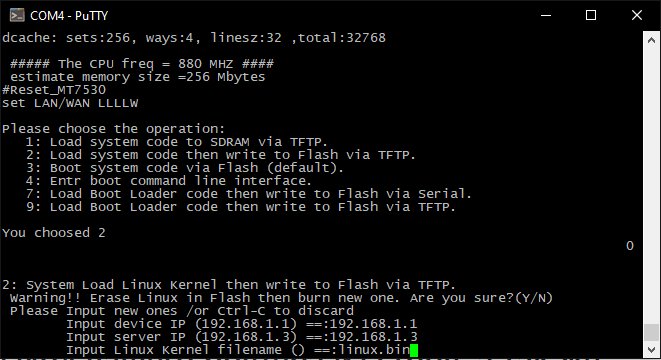 COM4 - PuTTY
dcache: sets:256, ways:4, linesz:32 ,total:32768
##### The CPU freq = 880 MHZ ####
estimate memory size =256 Mbytes
#Reset_MT7530
set LAN/WAN LLLLW
Please choose the operation:
1: Load system code to SDRAM via TFTP.
2: Load system code then write to Flash via TFTP.
3: Boot system code via Flash (default).
4: Entr boot command line interface.
7: Load Boot Loader code then write to Flash via Serial.
9: Load Boot Loader code then write to Flash via TFTP.
You choosed 2
0
2: System Load Linux Kernel then write to Flash via TFTP.
Warning!! Erase Linux in Flash then burn new one. Are you sure?(Y/N)
Please Input new ones /or Ctrl-C to discard
Input device IP (192.168.1.1) ==:192.168.1.1
Input server IP (192.168.1.3) ==:192.168.1.3
Input Linux Kernel filename () ==:linux.bin